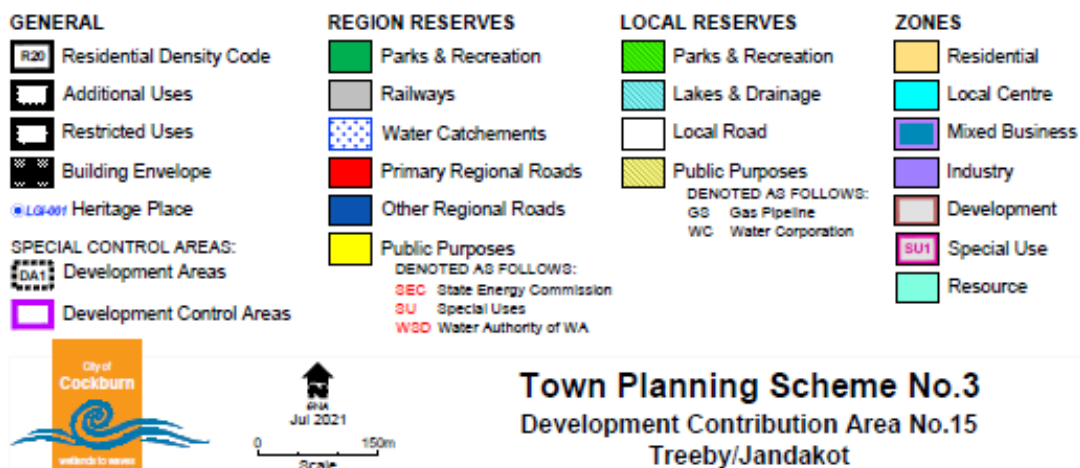 GENERAL
R20 Residential Density Code
Additional Uses
Restricted Uses
Building Envelope
LGI-001 Heritage Place
SPECIAL CONTROL AREAS:
DA1 Development Areas
Development Control Areas
REGION RESERVES
Parks & Recreation
Railways
Water Catchements
Primary Regional Roads
Other Regional Roads
Public Purposes
DENOTED AS FOLLOWS:
SEC State Energy Commission
SU Special Uses
WSD Water Authority of WA
LOCAL RESERVES
Parks & Recreation
Lakes & Drainage
Local Road
Public Purposes
DENOTED AS FOLLOWS:
GS Gas Pipeline
WC Water Corporation
ZONES
Residential
Local Centre
Mixed Business
Industry
Development
SU1 Special Use
Resource
City of
Cockburn
wetlands to waves
N
Jul 2021
0 150m
Scale
Town Planning Scheme No.3
Development Contribution Area No.15
Treeby/Jandakot